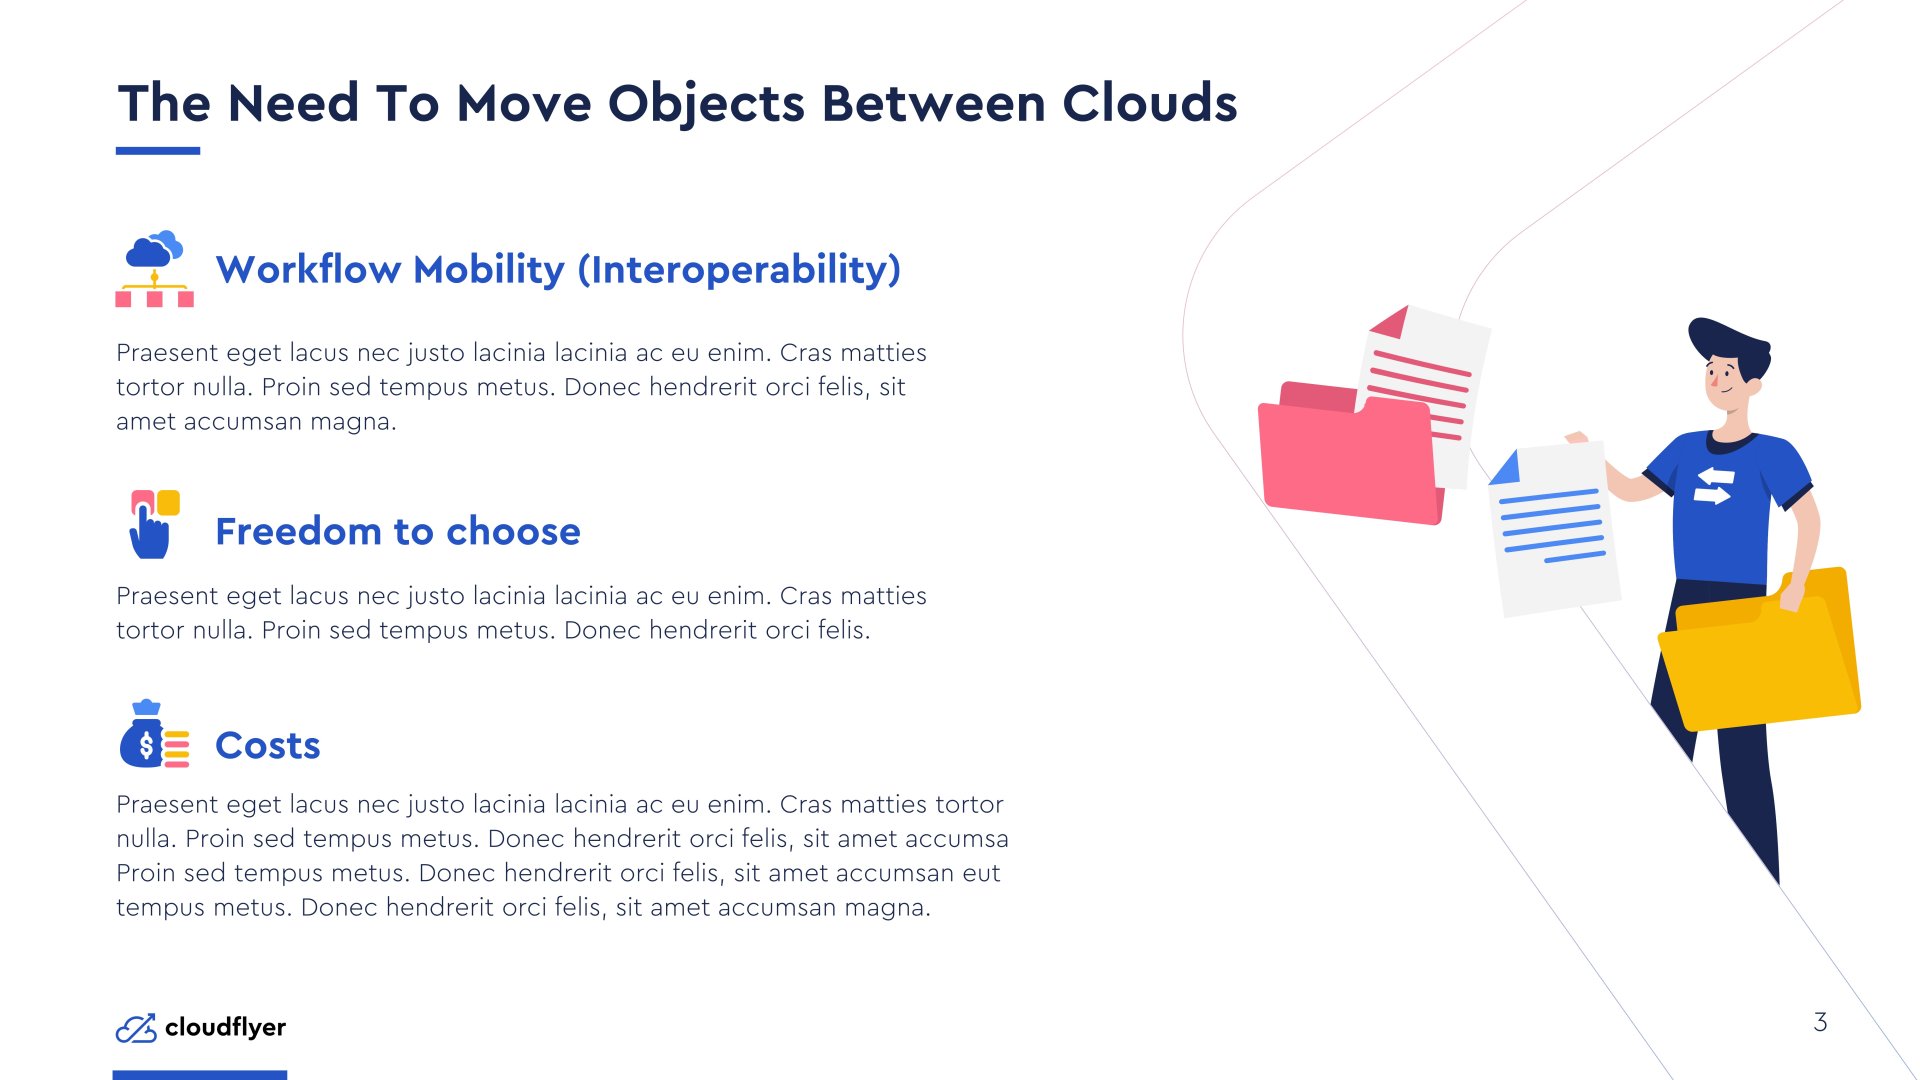 The Need To Move Objects Between Clouds
Workflow Mobility (Interoperability)
Praesent eget lacus nec justo lacinia lacinia ac eu enim. Cras matties
tortor nulla. Proin sed tempus metus. Donec hendrerit orci felis, sit
amet accumsan magna.
Freedom to choose
Praesent eget lacus nec justo lacinia lacinia ac eu enim. Cras matties
tortor nulla. Proin sed tempus metus. Donec hendrerit orci felis.
$
Costs
Praesent eget lacus nec justo lacinia lacinia ac eu enim. Cras matties tortor
nulla. Proin sed tempus metus. Donec hendrerit orci felis, sit amet accumsa
Proin sed tempus metus. Donec hendrerit orci felis, sit amet accumsan eut
tempus metus. Donec hendrerit orci felis, sit amet accumsan magna.
cloudflyer
3